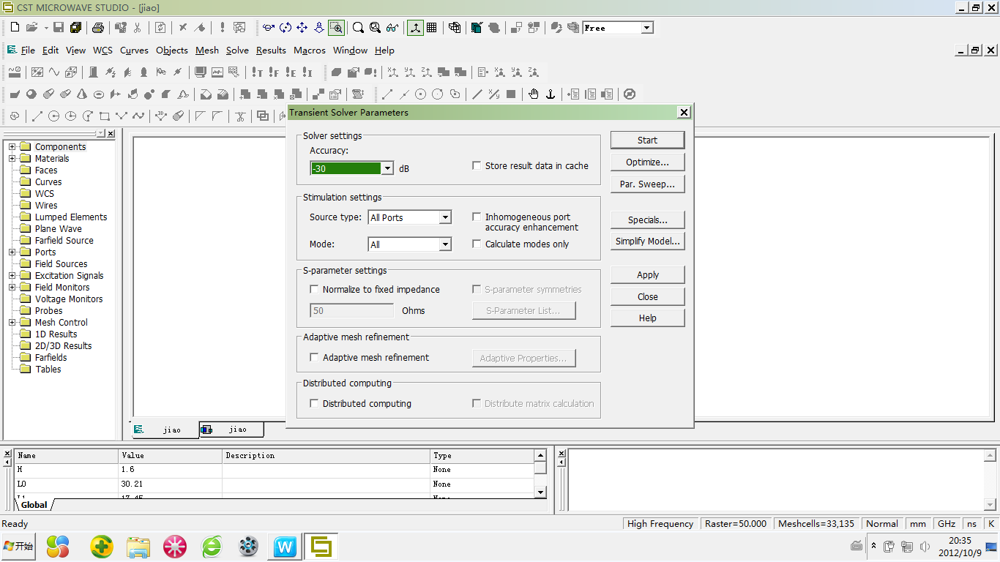 CST MICROWAVE STUDIO - [jiao]
Free
File Edit View WCS Curves Objects Mesh Solve Results Macros Window Help
Transient Solver Parameters
Solver settings
Accuracy:
-30 dB
Store result data in cache
Stimulation settings
Source type: All Ports
Inhomogeneous port
accuracy enhancement
Mode: All
Calculate modes only
S-parameter settings
Normalize to fixed impedance
S-parameter symmetries
50 Ohms
S-Parameter List...
Adaptive mesh refinement
Adaptive mesh refinement
Adaptive Properties...
Distributed computing
Distributed computing
Distribute matrix calculation
Start
Optimize...
Par. Sweep...
Specials...
Simplify Model...
Apply
Close
Help
Components
Materials
Faces
Curves
WCS
Wires
Lumped Elements
Plane Wave
Farfield Source
Ports
Field Sources
Excitation Signals
Field Monitors
Voltage Monitors
Probes
Mesh Control
1D Results
2D/3D Results
Farfields
Tables
jiao jiao
Name Value Description Type
H 1.6 None
L0 30.21 None
L1 17.45 None
Global
Ready
High Frequency Raster=50.000 Meshcells=33,135 Normal mm GHz ns K
开始
20:35
2012/10/9